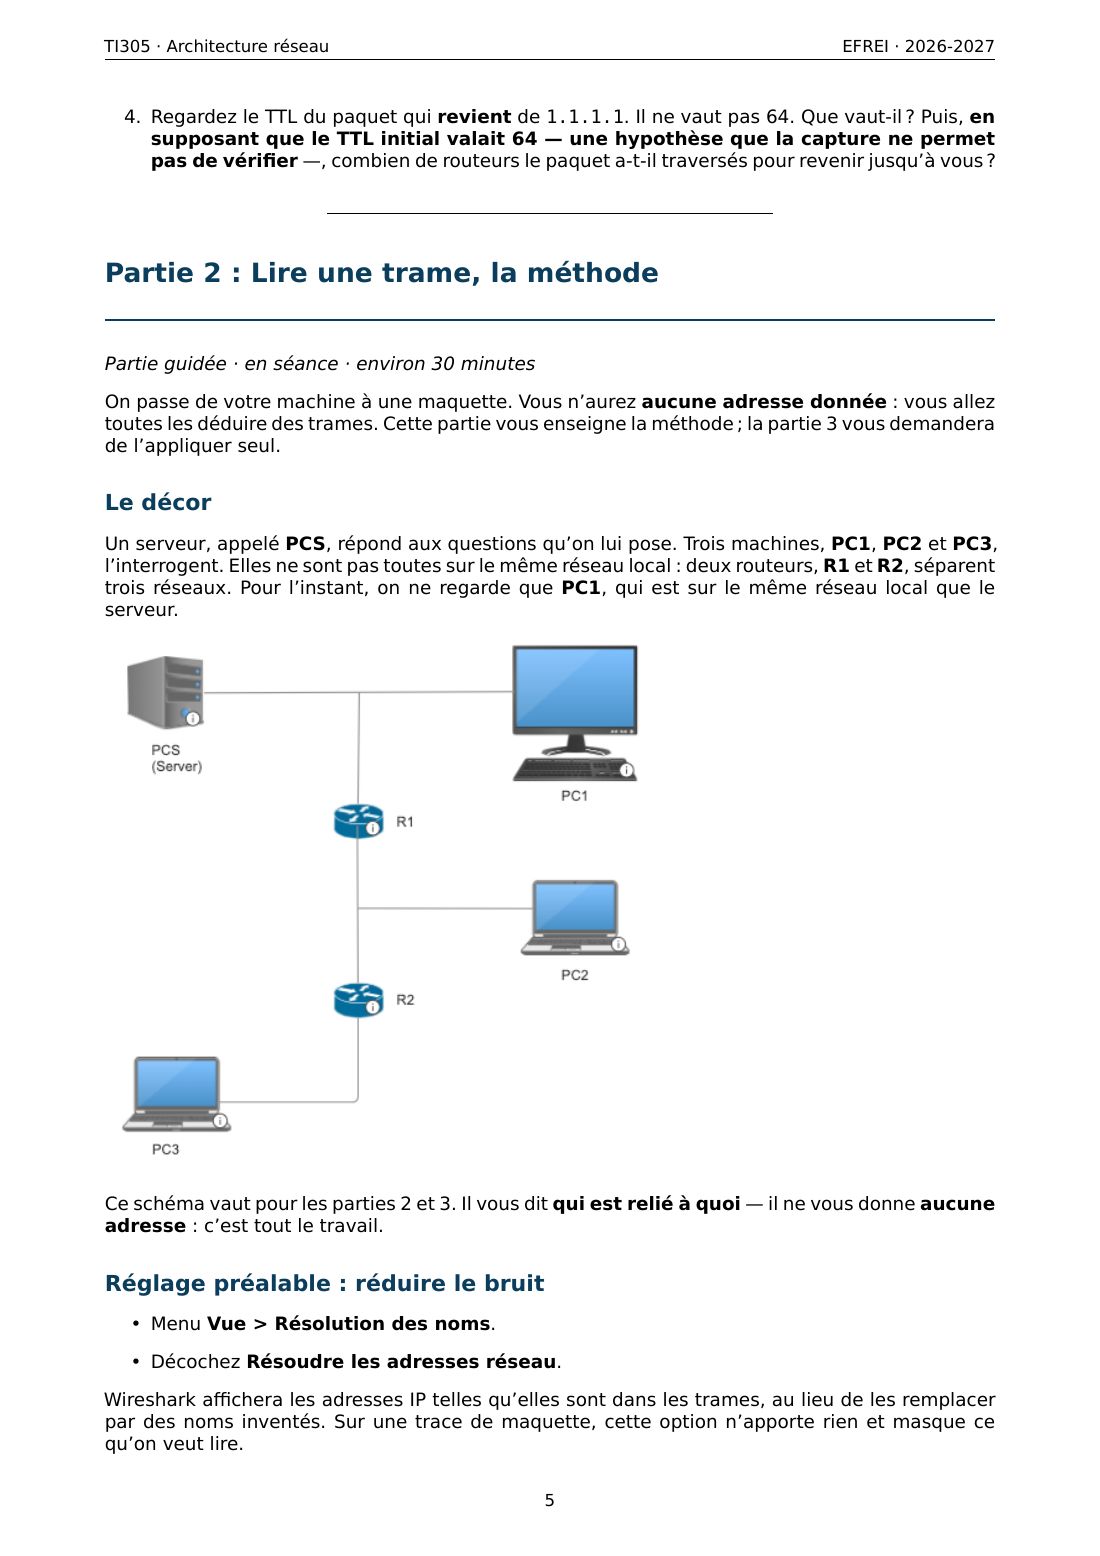 TI305 · Architecture réseau
EFREI · 2026-2027
4. Regardez le TTL du paquet qui revient de 1.1.1.1. Il ne vaut pas 64. Que vaut-il ? Puis, en
supposant que le TTL initial valait 64 — une hypothèse que la capture ne permet
pas de vérifier —, combien de routeurs le paquet a-t-il traversés pour revenir jusqu’à vous ?
Partie 2 : Lire une trame, la méthode
Partie guidée · en séance · environ 30 minutes
On passe de votre machine à une maquette. Vous n’aurez aucune adresse donnée : vous allez
toutes les déduire des trames. Cette partie vous enseigne la méthode ; la partie 3 vous demandera
de l’appliquer seul.
Le décor
Un serveur, appelé PCS, répond aux questions qu’on lui pose. Trois machines, PC1, PC2 et PC3,
l’interrogent. Elles ne sont pas toutes sur le même réseau local : deux routeurs, R1 et R2, séparent
trois réseaux. Pour l’instant, on ne regarde que PC1, qui est sur le même réseau local que le
serveur.
PCS
(Server)
PC1
R1
PC2
R2
PC3
Ce schéma vaut pour les parties 2 et 3. Il vous dit qui est relié à quoi — il ne vous donne aucune
adresse : c’est tout le travail.
Réglage préalable : réduire le bruit
• Menu Vue > Résolution des noms.
• Décochez Résoudre les adresses réseau.
Wireshark affichera les adresses IP telles qu’elles sont dans les trames, au lieu de les remplacer
par des noms inventés. Sur une trace de maquette, cette option n’apporte rien et masque ce
qu’on veut lire.
5